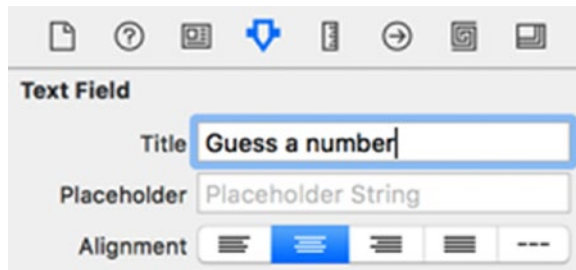 Text Field
Title Guess a number
Placeholder Placeholder String
Alignment